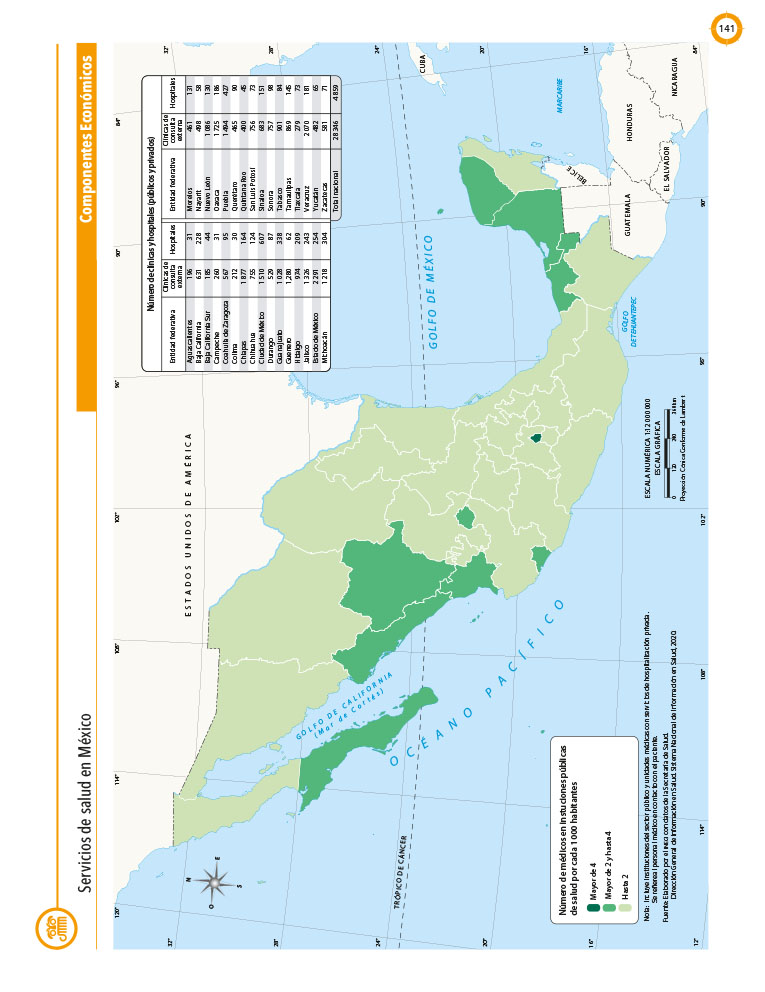 Servicios de salud en México
Componentes Económicos
Número de clínicas y hospitales (públicos y privados)
Entidad federativa Clínicas de consulta externa Hospitales Entidad federativa Clínicas de consulta externa Hospitales
Aguascalientes 196 31 Morelos 461 131
Baja California 631 228 Nayarit 498 58
Baja California Sur 185 44 Nuevo León 1 086 130
Campeche 260 31 Oaxaca 1 725 186
Coahuila de Zaragoza 567 95 Puebla 1 494 427
Colima 212 30 Querétaro 465 90
Chiapas 1 877 164 Quintana Roo 400 45
Chihuahua 755 124 San Luis Potosí 756 73
Ciudad de México 1 510 Sinaloa 683 151
Durango 529 87 Sonora 757 98
Guanajuato 1 028 338 Tabasco 901 84
Guerrero 1,280 62 Tamaulipas 869 145
Hidalgo 209 Tlaxcala 279 73
Jalisco 1 326 243 Veracruz 2 070 181
Estado de México 2 291 254 Yucatán 482 65
Michoacán 1 218 304 Zacatecas 581 71
Total nacional 28 346 4 859
120° 114° 108° 102° 96° 90° 84°
32° 28° 24° 20° 16° 12°
N
O E
S
ESTADOS UNIDOS DE AMÉRICA
GOLFO DE CALIFORNIA
(Mar de Cortés)
GOLFO DE MÉXICO
CUBA
TRÓPICO DE CÁNCER
OCÉANO PACÍFICO
MAR CARIBE
BELICE
GUATEMALA
HONDURAS
EL SALVADOR
NICARAGUA
GOLFO
DE TEHUANTEPEC
Número de médicos en instuciones públicas
de salud por cada 1 000 habitantes
Mayor de 4
Mayor de 2 y hasta 4
Hasta 2
ESCALA NUMÉRICA 1:12 000 000
ESCALA GRÁFICA
0 120 240 360 km
Proyección Cónica Conforme de Lambert
114° 108° 102° 96° 90° 84°
Nota: Incluye instituciones del sector público y unidades médicas con servicios de hospitalización privada.
Se refiere al personal médico en contacto con el paciente.
Fuente: Elaborado por el Inegi con datos de la Secretaría de Salud.
Dirección General de Información en Salud. Sistema Nacional de Información en Salud, 2020.
141